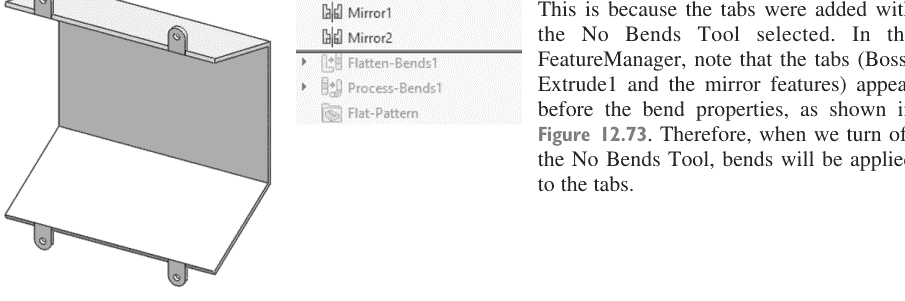 Mirror1
Mirror2
Flatten-Bends1
Process-Bends1
Flat-Pattern
This is because the tabs were added with
the No Bends Tool selected. In th
FeatureManager, note that the tabs (Boss
Extrude1 and the mirror features) appea
before the bend properties, as shown i
Figure 12.73. Therefore, when we turn of
the No Bends Tool, bends will be applie
to the tabs.